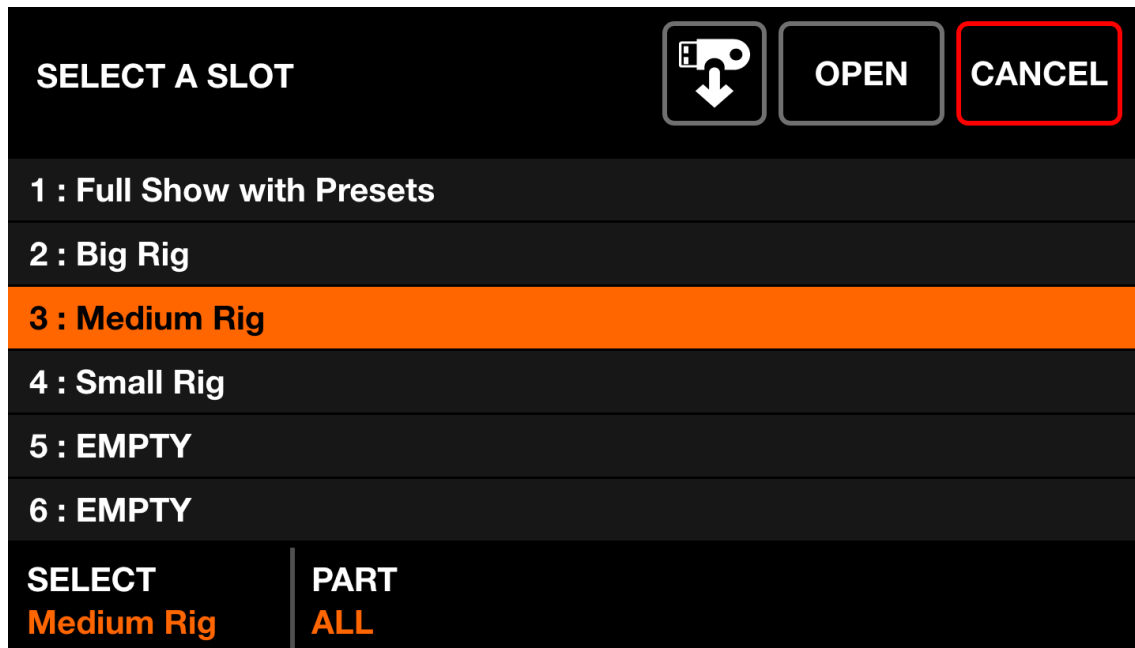 SELECT A SLOT
OPEN
CANCEL
1 : Full Show with Presets
2 : Big Rig
3 : Medium Rig
4 : Small Rig
5 : EMPTY
6 : EMPTY
SELECT
Medium Rig
PART
ALL